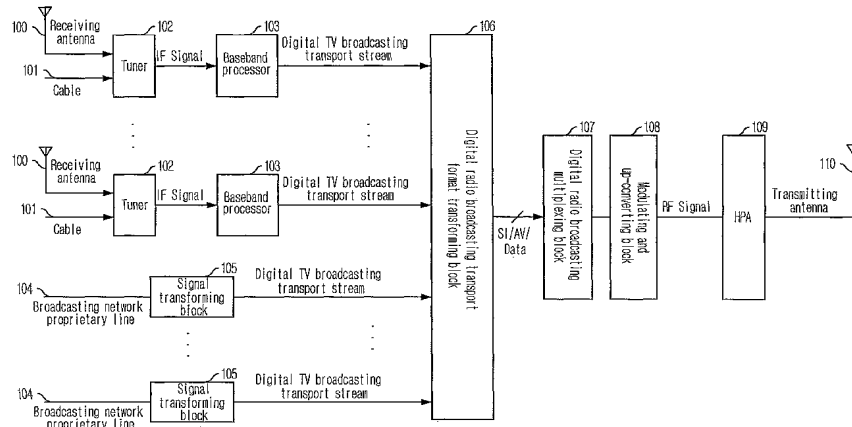 100
Receiving
antenna
101
Cable
102
Tuner
IF Signal
103
Baseband
processor
Digital TV broadcasting
transport stream
100
Receiving
antenna
101
Cable
102
Tuner
IF Signal
103
Baseband
processor
Digital TV broadcasting
transport stream
104
Broadcasting network
proprietary line
105
Signal
transforming
block
Digital TV broadcasting
transport stream
104
Broadcasting network
proprietary line
105
Signal
transforming
block
Digital TV broadcasting
transport stream
106
Digital radio broadcasting transport
format transforming block
SI/AV/
Data
107
Digital radio broadcasting
multiplexing block
108
Modulating and
up-converting block
RF Signal
109
HPA
110
Transmitting
antenna